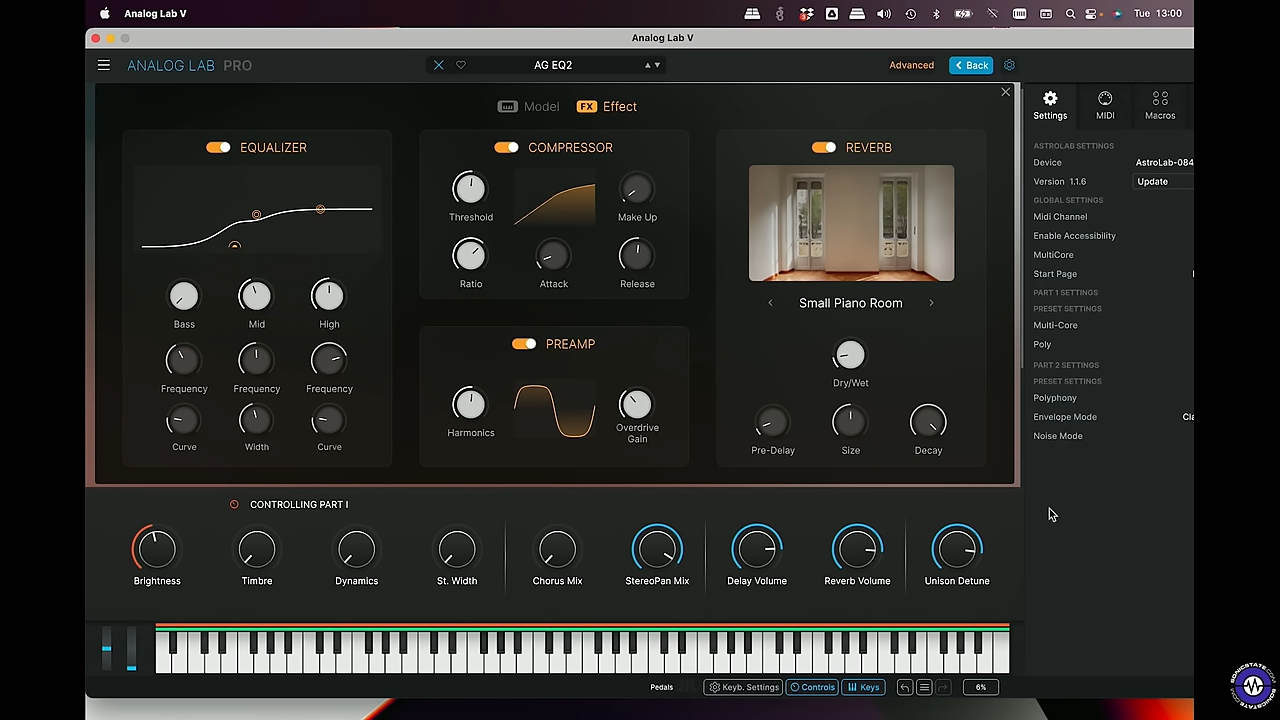 Analog Lab V
Tue 13:00
Analog Lab V
ANALOG LAB PRO
AG EQ2
Advanced
Back
Model
FX Effect
EQUALIZER
Bass
Mid
High
Frequency
Frequency
Frequency
Curve
Width
Curve
COMPRESSOR
Threshold
Make Up
Ratio
Attack
Release
PREAMP
Harmonics
Overdrive
Gain
REVERB
Small Piano Room
Dry/Wet
Pre-Delay
Size
Decay
Settings
MIDI
Macros
ASTROLAB SETTINGS
Device AstroLab-084
Version 1.1.6 Update
GLOBAL SETTINGS
Midi Channel
Enable Accessibility
MultiCore
Start Page
PART 1 SETTINGS
PRESET SETTINGS
Multi-Core
Poly
PART 2 SETTINGS
PRESET SETTINGS
Polyphony
Envelope Mode Cla
Noise Mode
CONTROLLING PART I
Brightness
Timbre
Dynamics
St. Width
Chorus Mix
StereoPan Mix
Delay Volume
Reverb Volume
Unison Detune
Pedals
Keyb. Settings
Controls
Keys
6%